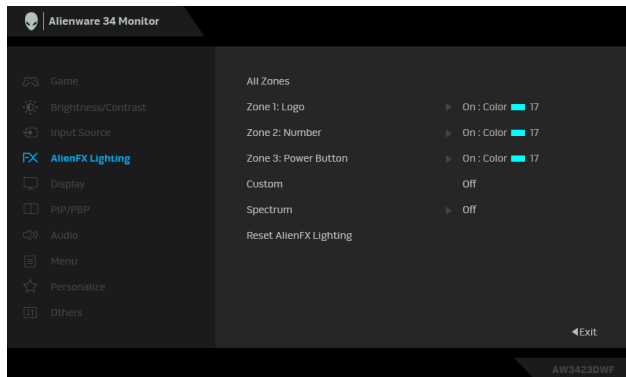 Alienware 34 Monitor
Game
All Zones
Brightness/Contrast
Zone 1: Logo On : Color 17
Input Source
Zone 2: Number On : Color 17
FX AlienFX Lighting
Zone 3: Power Button On : Color 17
Display
Custom Off
PIP/PBP
Spectrum Off
Audio
Reset AlienFX Lighting
Menu
Personalize
Others
Exit
AW3423DWF